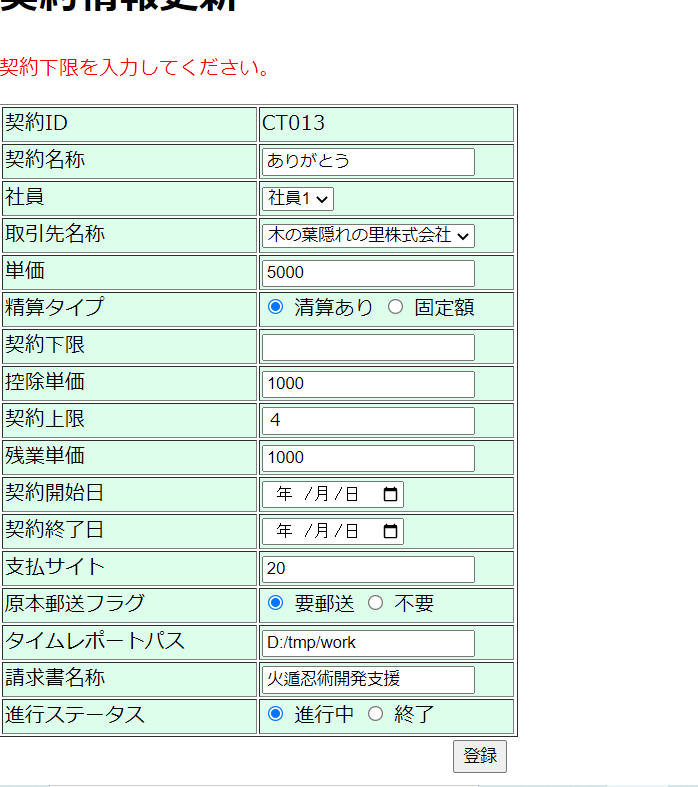 契約情報更新
契約下限を入力してください。
契約ID CT013
契約名称 ありがとう
社員 社員1
取引先名称 木の葉隠れの里株式会社
単価 5000
精算タイプ 清算あり 固定額
契約下限
控除単価 1000
契約上限 4
残業単価 1000
契約開始日 年 /月/日
契約終了日 年 /月/日
支払サイト 20
原本郵送フラグ 要郵送 不要
タイムレポートパス D:/tmp/work
請求書名称 火遁忍術開発支援
進行ステータス 進行中 終了
登録